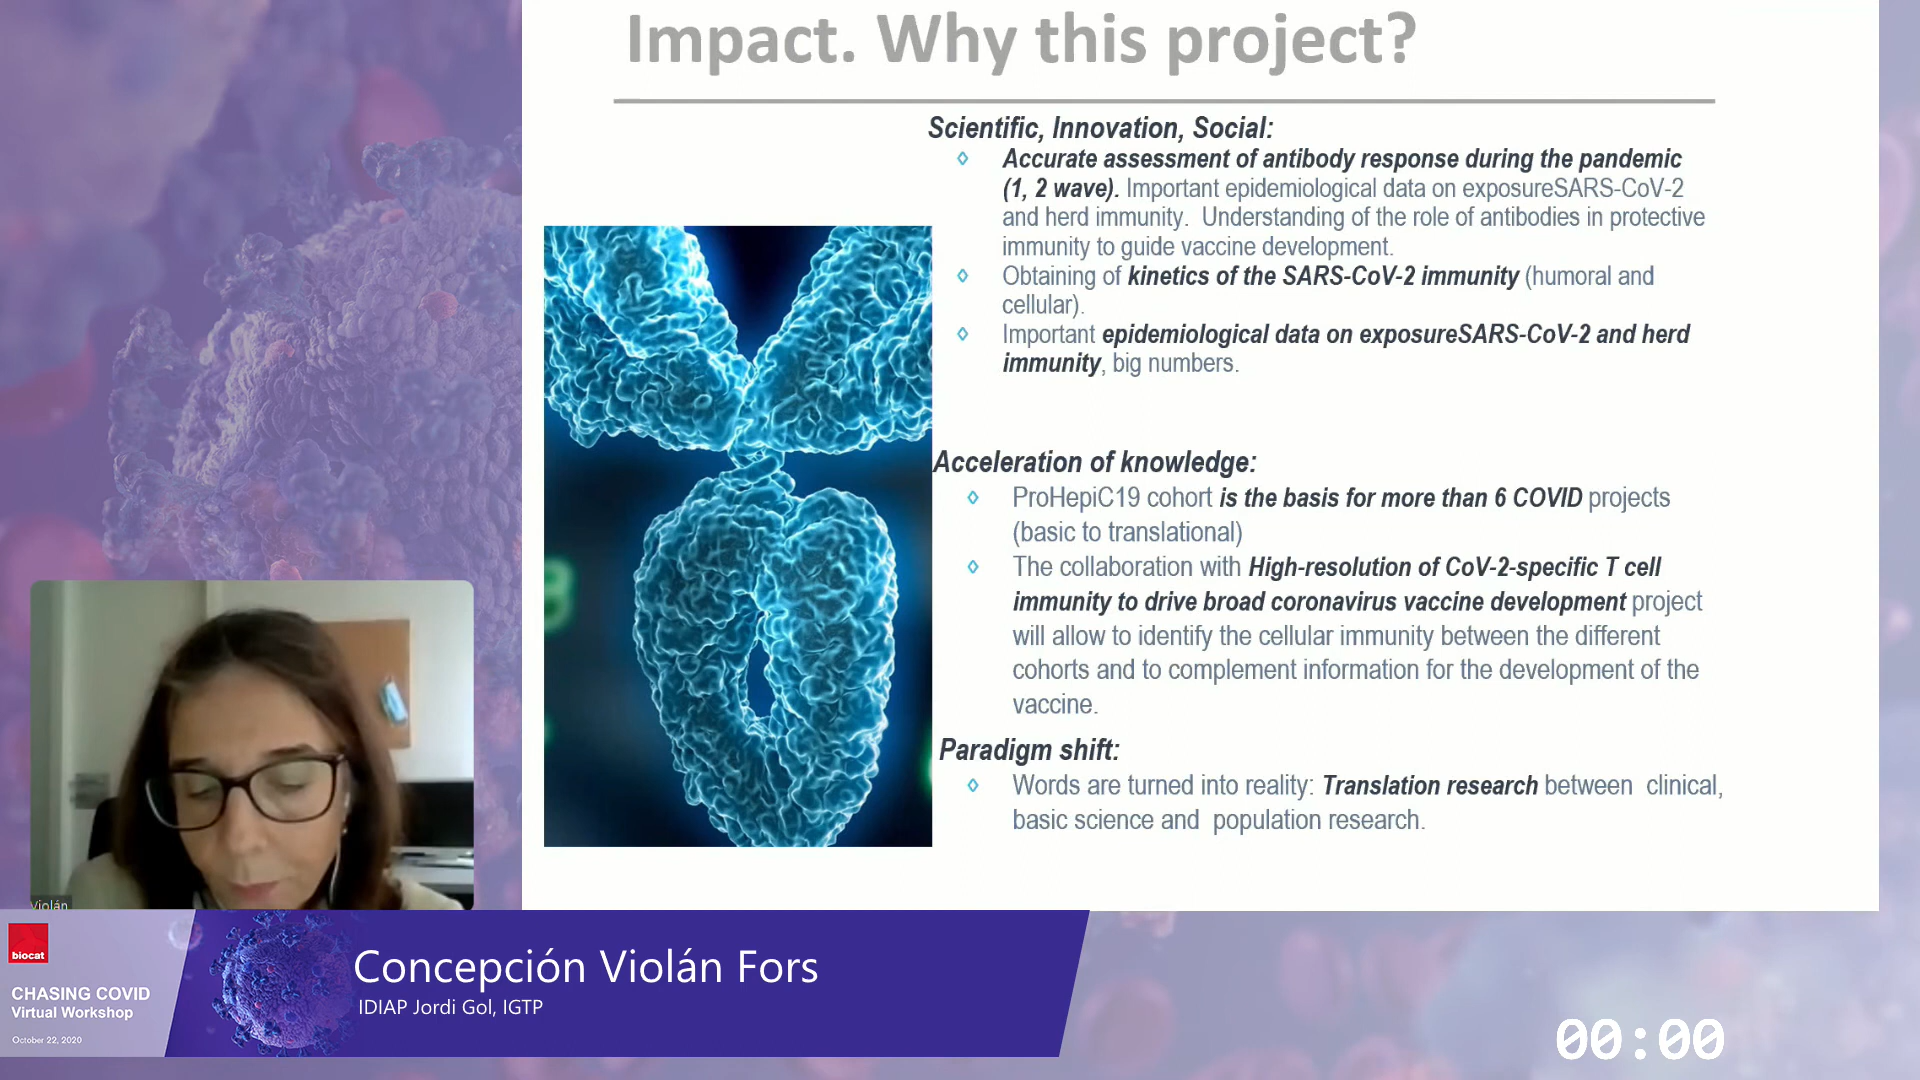 Impact. Why this project?
Scientific, Innovation, Social:
◊ Accurate assessment of antibody response during the pandemic
(1, 2 wave). Important epidemiological data on exposureSARS-CoV-2
and herd immunity. Understanding of the role of antibodies in protective
immunity to guide vaccine development.
◊ Obtaining of kinetics of the SARS-CoV-2 immunity (humoral and
cellular).
◊ Important epidemiological data on exposureSARS-CoV-2 and herd
immunity, big numbers.
Acceleration of knowledge:
◊ ProHepiC19 cohort is the basis for more than 6 COVID projects
(basic to translational)
◊ The collaboration with High-resolution of CoV-2-specific T cell
immunity to drive broad coronavirus vaccine development project
will allow to identify the cellular immunity between the different
cohorts and to complement information for the development of the
vaccine.
Paradigm shift:
◊ Words are turned into reality: Translation research between clinical,
basic science and population research.
Violán
biocat
CHASING COVID
Virtual Workshop
October 22, 2020
Concepción Violán Fors
IDIAP Jordi Gol, IGTP
00:00